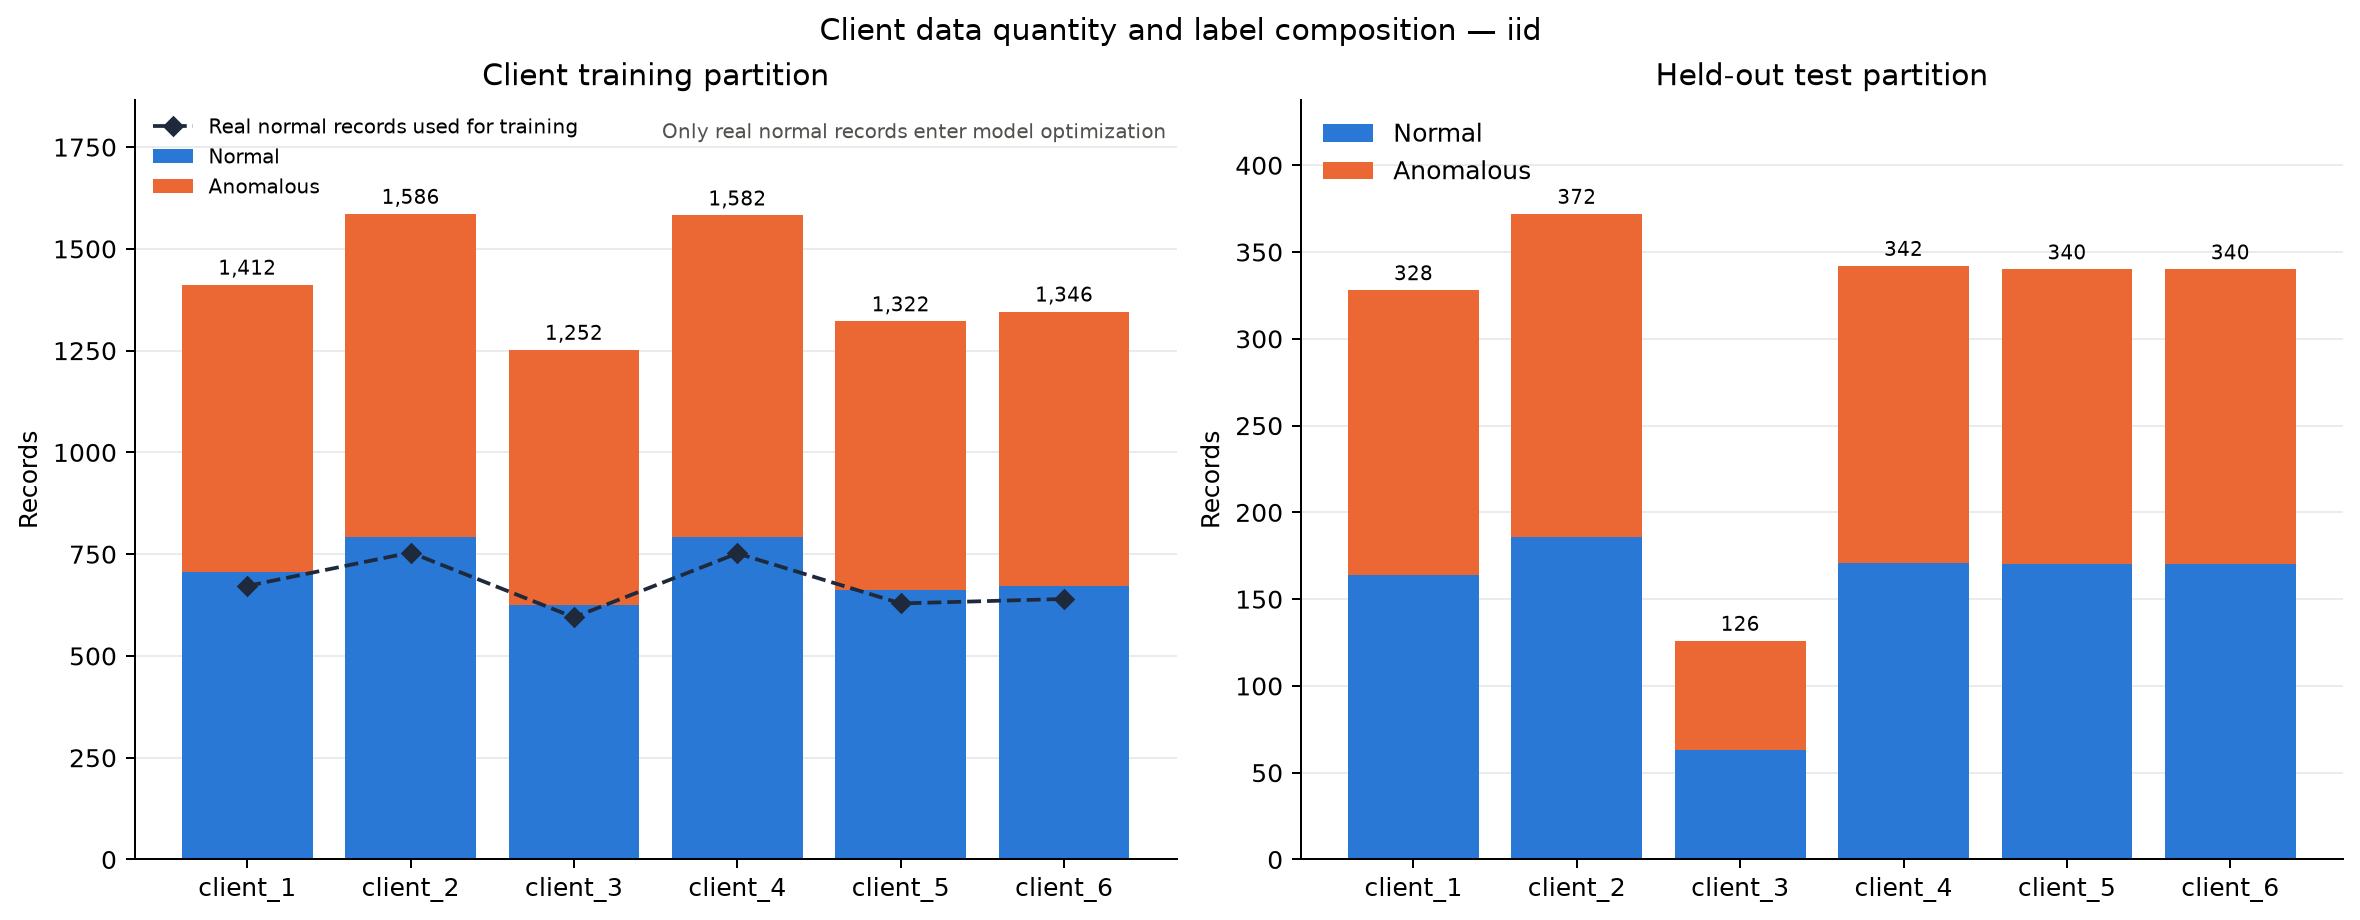 Client data quantity and label composition — iid
Client training partition
Real normal records used for training
Normal
Anomalous
Only real normal records enter model optimization
1750
1500
1250
1000
750
500
250
0
Records
1,412
1,586
1,252
1,582
1,322
1,346
client_1
client_2
client_3
client_4
client_5
client_6
Held-out test partition
Normal
Anomalous
400
350
300
250
200
150
100
50
0
Records
328
372
126
342
340
340
client_1
client_2
client_3
client_4
client_5
client_6